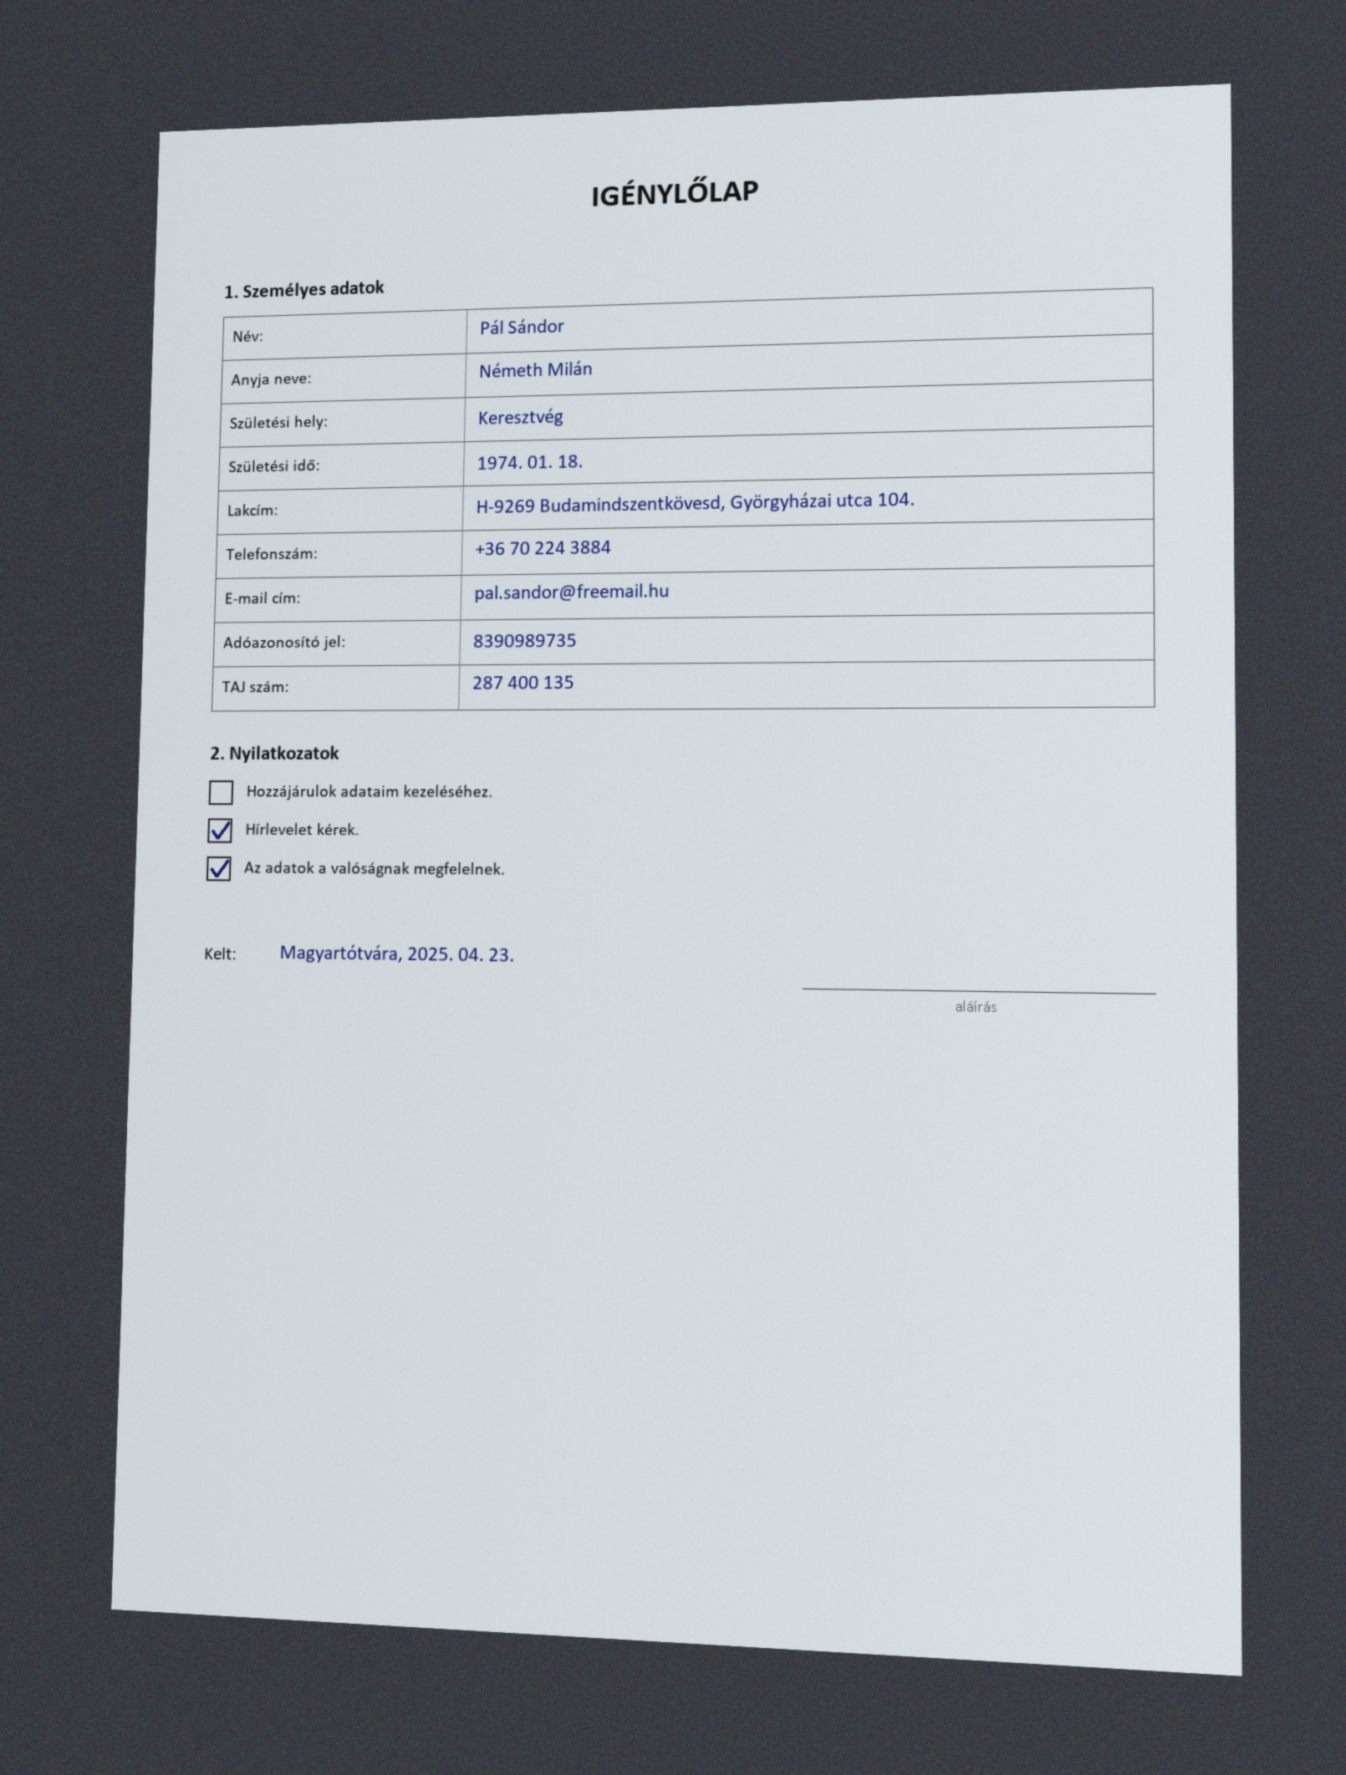 IGÉNYLŐLAP
1. Személyes adatok
Név: Pál Sándor
Anyja neve: Németh Milán
Születési hely: Keresztvég
Születési idő: 1974. 01. 18.
Lakcím: H-9269 Budamindszentkövesd, Györgyházai utca 104.
Telefonszám: +36 70 224 3884
E-mail cím: pal.sandor@freemail.hu
Adóazonosító jel: 8390989735
TAJ szám: 287 400 135
2. Nyilatkozatok
Hozzájárulok adataim kezeléséhez.
Hírlevelet kérek.
Az adatok a valóságnak megfelelnek.
Kelt: Magyartótvára, 2025. 04. 23.
aláírás